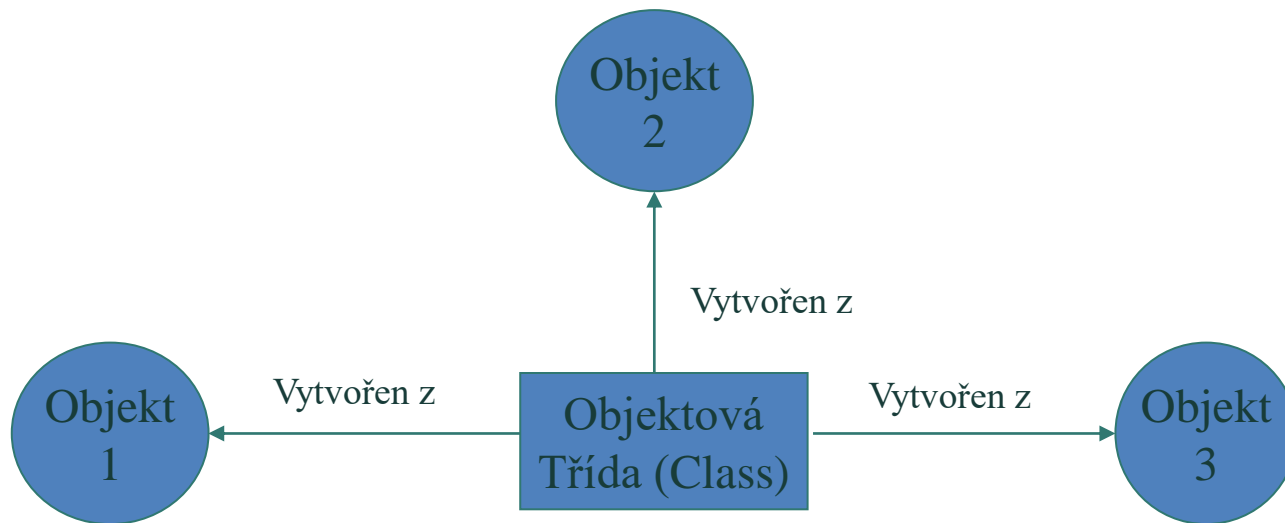 Objekt
2
Vytvořen z
Objekt
1
Vytvořen z
Objektová
Třída (Class)
Vytvořen z
Objekt
3